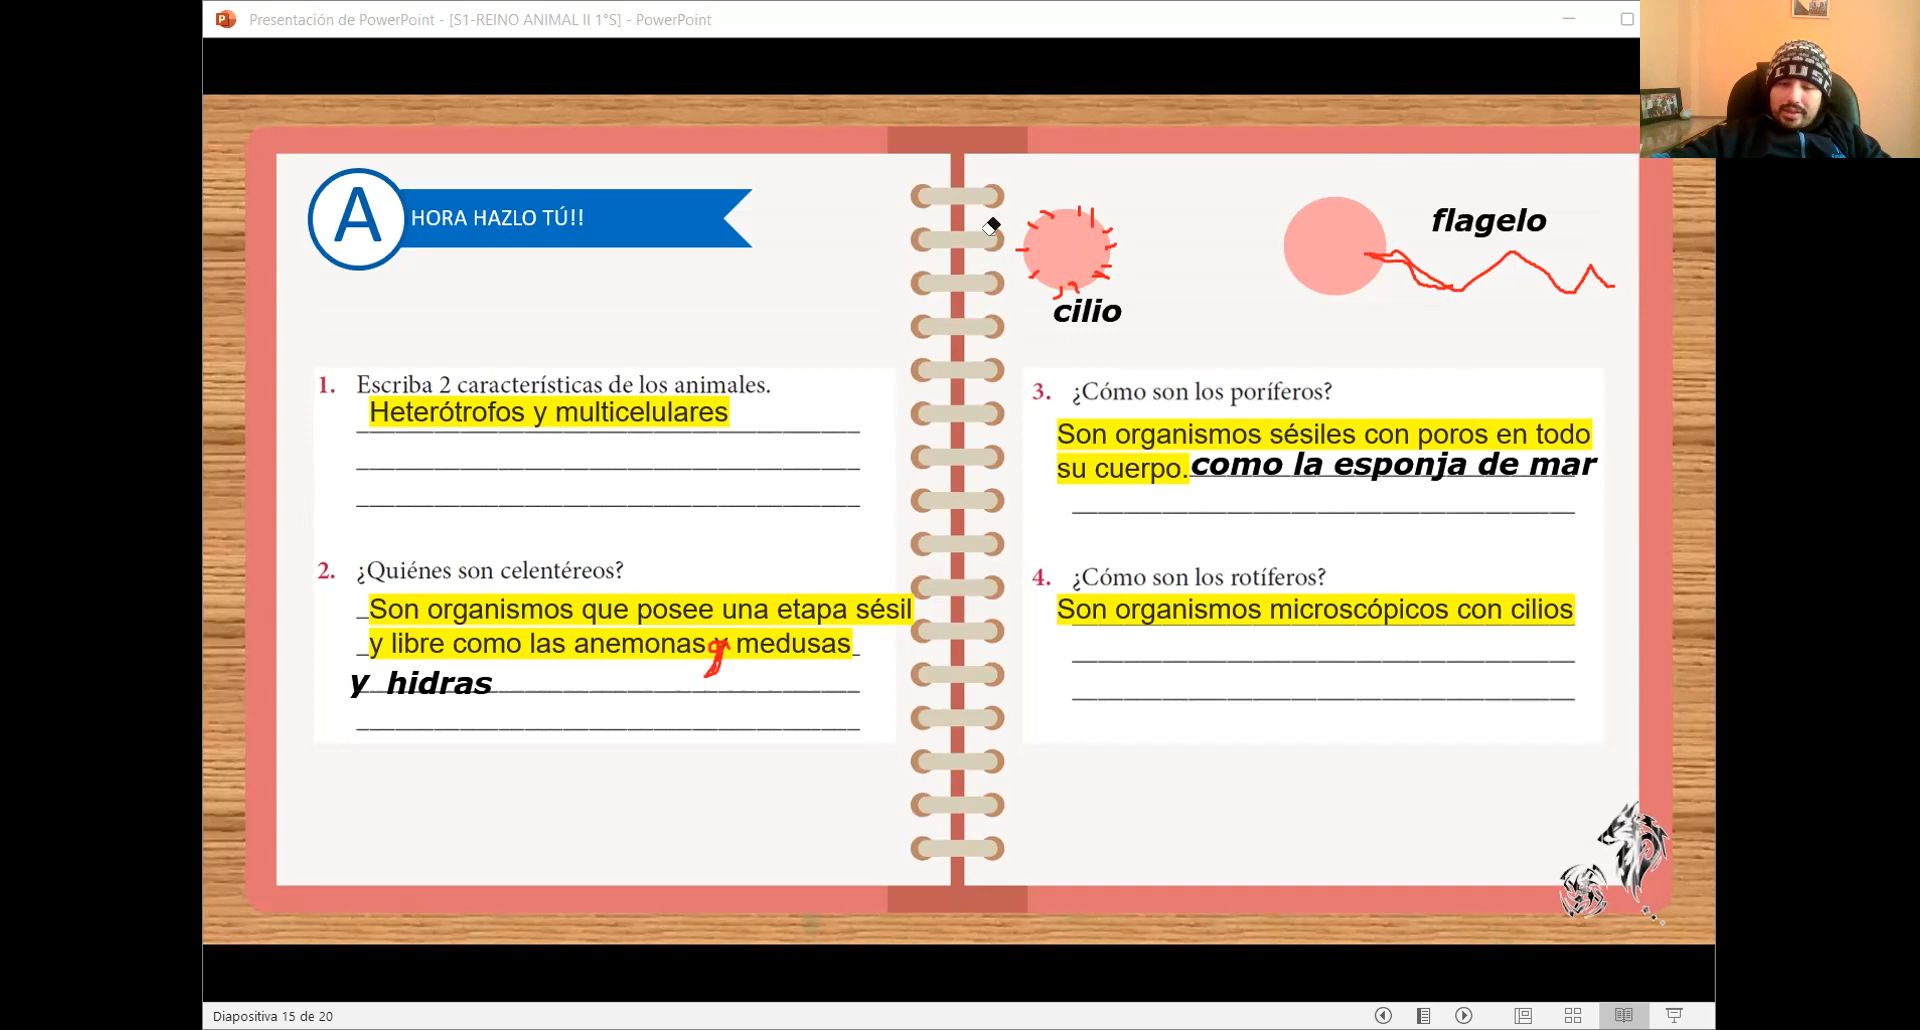 Presentación de PowerPoint - [S1-REINO ANIMAL II 1°S] - PowerPoint
A
HORA HAZLO TÚ!!
1. Escriba 2 características de los animales.
Heterótrofos y multicelulares
2. ¿Quiénes son celentéreos?
Son organismos que posee una etapa sésil
y libre como las anemonas y medusas
y hidras
flagelo
cilio
3. ¿Cómo son los poríferos?
Son organismos sésiles con poros en todo
su cuerpo. como la esponja de mar
4. ¿Cómo son los rotíferos?
Son organismos microscópicos con cilios
Diapositiva 15 de 20